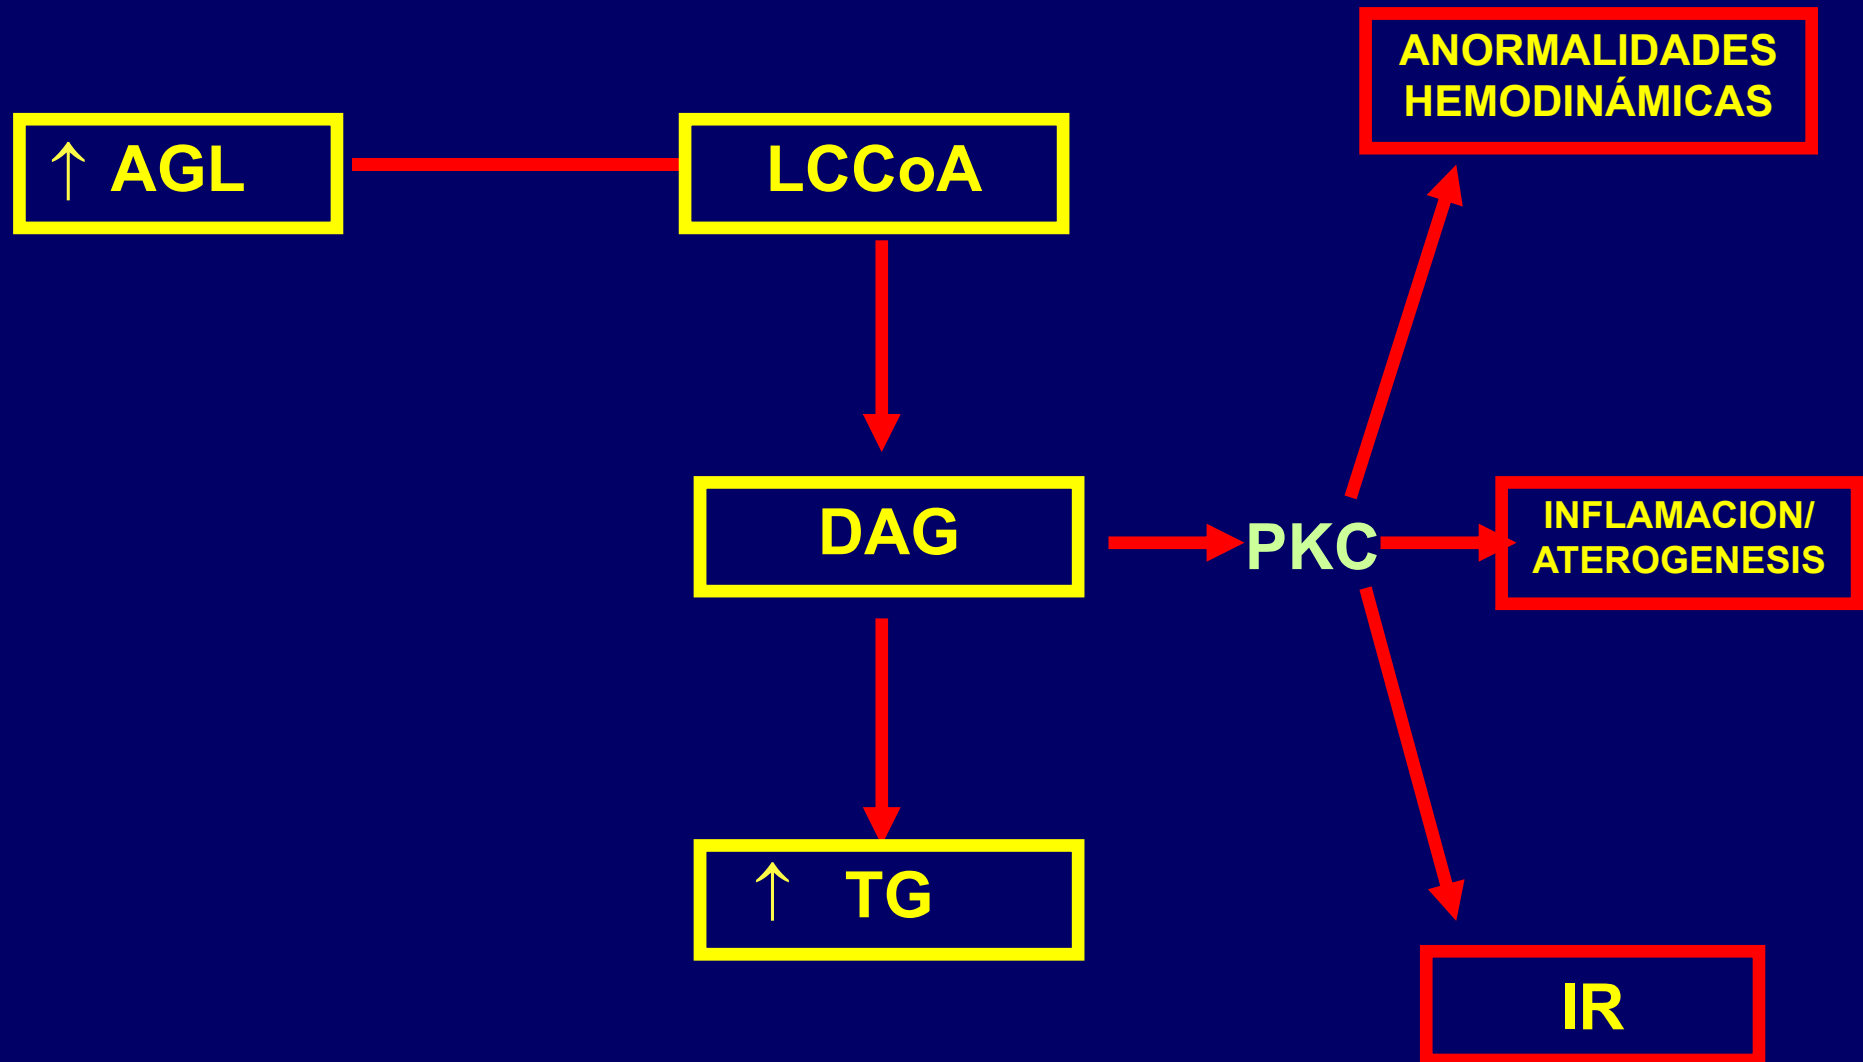 ANORMALIDADES
HEMODINÁMICAS
↑ AGL
LCCoA
DAG
PKC
INFLAMACION/
ATEROGENESIS
↑ TG
IR